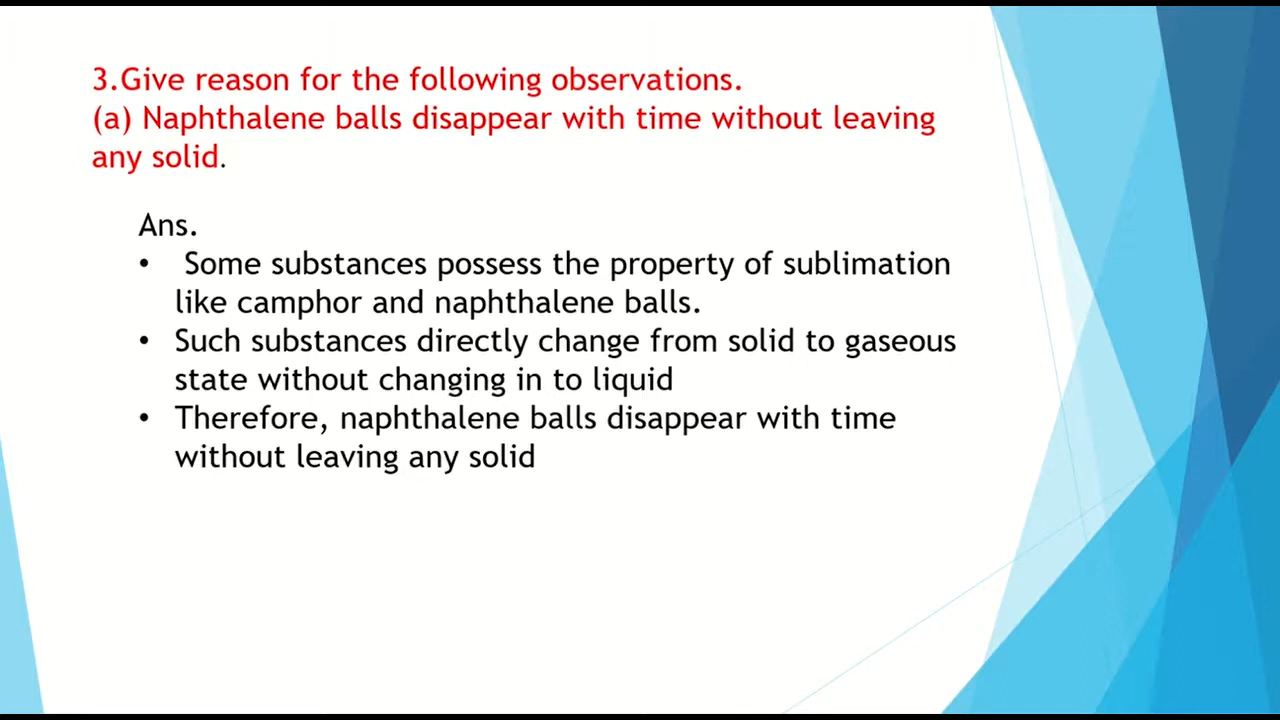 3.Give reason for the following observations.
(a) Naphthalene balls disappear with time without leaving
any solid.
Ans.
• Some substances possess the property of sublimation
like camphor and naphthalene balls.
• Such substances directly change from solid to gaseous
state without changing in to liquid
• Therefore, naphthalene balls disappear with time
without leaving any solid